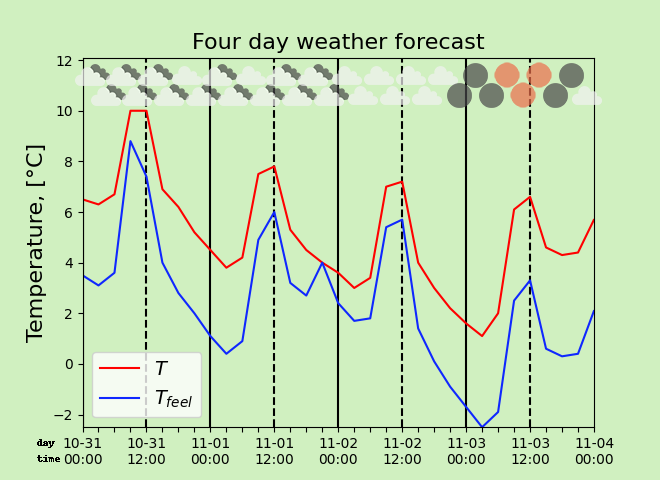 Four day weather forecast
Temperature, [°C]
12
10
8
6
4
2
0
−2
T
T_feel
day 10-31 10-31 11-01 11-01 11-02 11-02 11-03 11-03 11-04
time 00:00 12:00 00:00 12:00 00:00 12:00 00:00 12:00 00:00